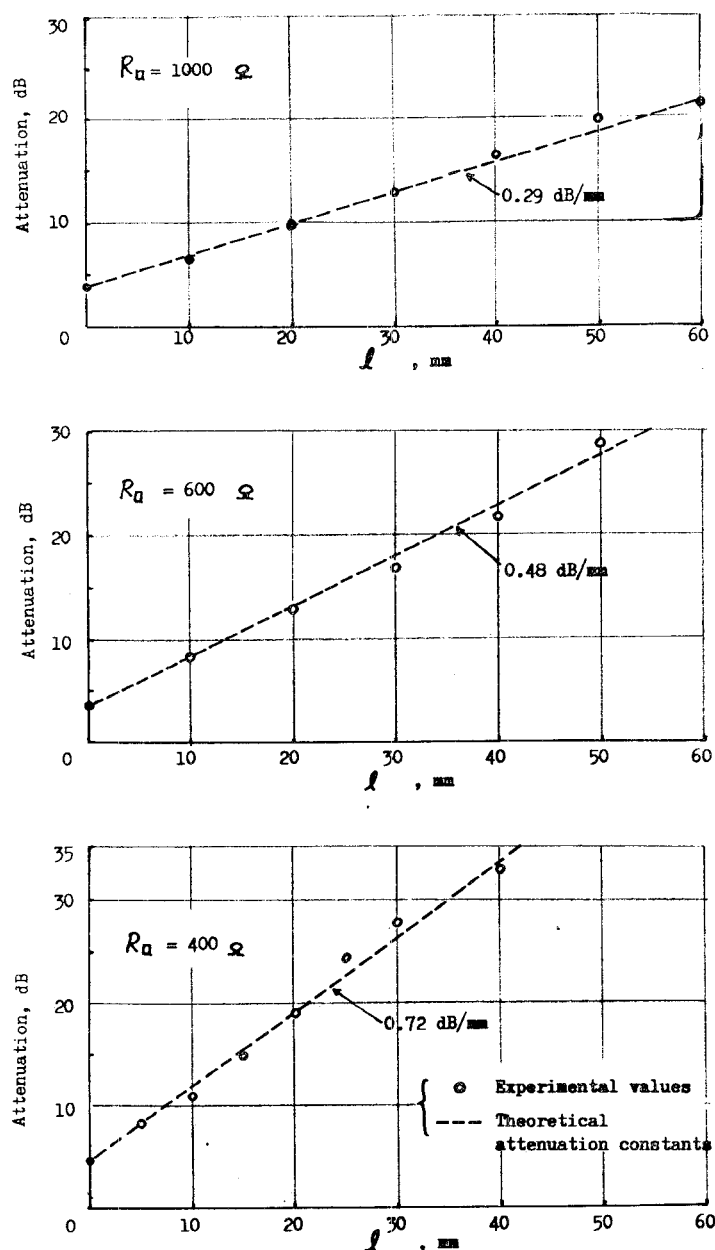 30
R□ = 1000 Ω
20
Attenuation, dB
0.29 dB/mm
10
0
10 20 30 40 50 60
l , mm
30
R□ = 600 Ω
20
Attenuation, dB
0.48 dB/mm
10
0
10 20 30 40 50 60
l , mm
35
30
R□ = 400 Ω
20
Attenuation, dB
0.72 dB/mm
Experimental values
10
Theoretical
attenuation constants
0
10 20 30 40 50 60
l , mm